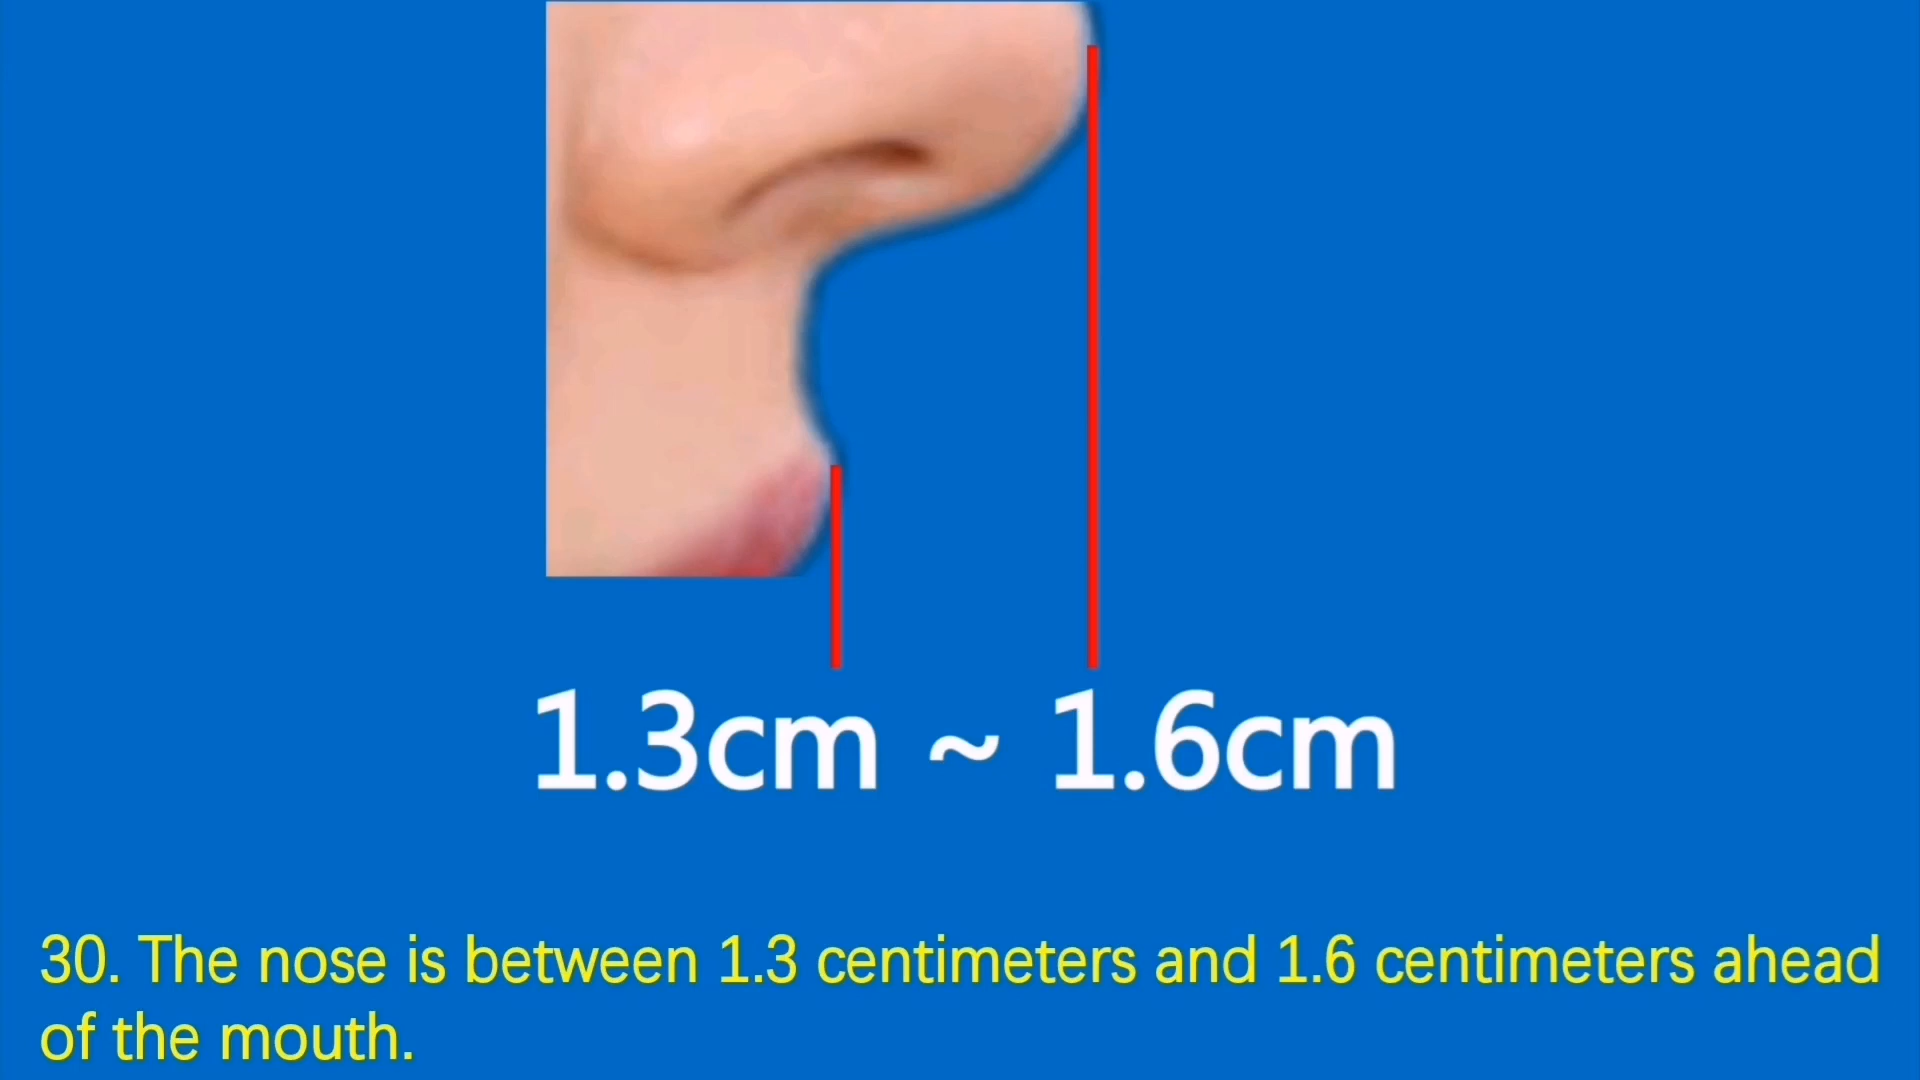 1.3cm ~ 1.6cm
30. The nose is between 1.3 centimeters and 1.6 centimeters ahead
of the mouth.